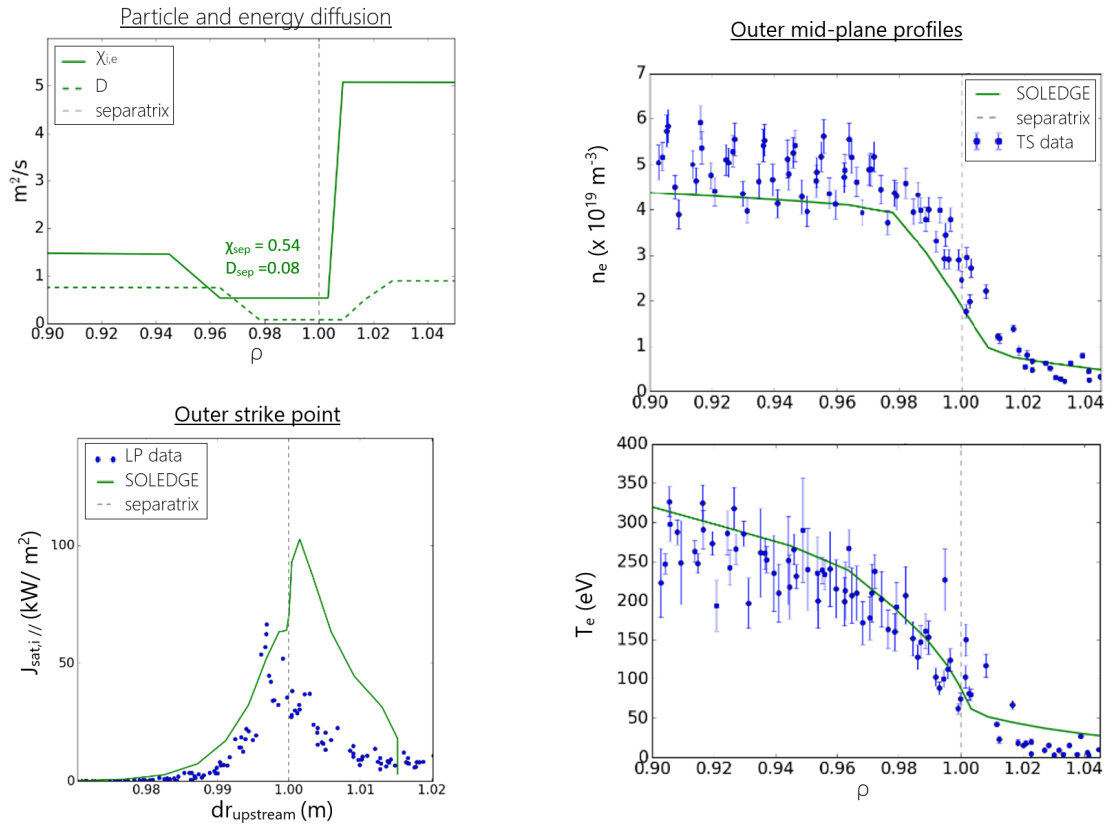 Particle and energy diffusion
χi,e
D
separatrix
χsep = 0.54
Dsep =0.08
m²/s
5
4
3
2
1
0
0.90 0.92 0.94 0.96 0.98 1.00 1.02 1.04
ρ
Outer strike point
LP data
SOLEDGE
separatrix
Jsat,i // (kW/ m²)
100
50
0
0.98 0.99 1.00 1.01 1.02
drupstream (m)
Outer mid-plane profiles
SOLEDGE
separatrix
TS data
ne (x 10¹⁹ m⁻³)
7
6
5
4
3
2
1
0
0.90 0.92 0.94 0.96 0.98 1.00 1.02 1.04
Te (eV)
400
350
300
250
200
150
100
50
0
0.90 0.92 0.94 0.96 0.98 1.00 1.02 1.04
ρ